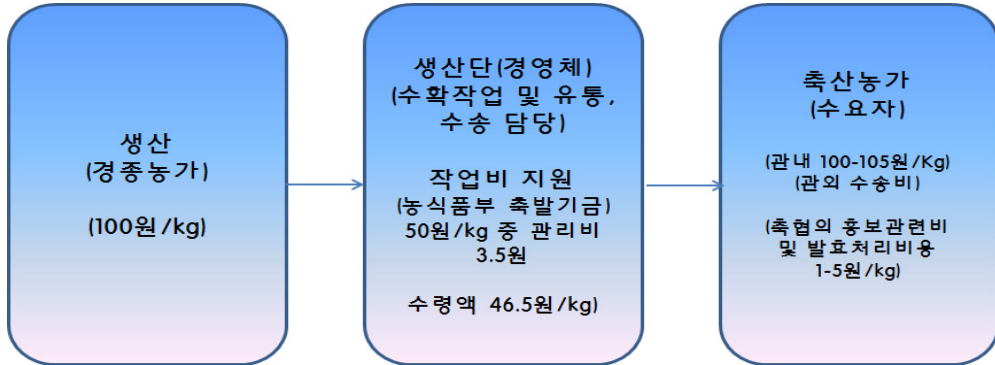 생산
(경종농가)
(100원/kg)
생산단(경영체)
(수확작업 및 유통,
수송 담당)
작업비 지원
(농식품부 축발기금)
50원/kg 중 관리비
3.5원
수령액 46.5원/kg)
축산농가
(수요자)
(관내 100-105원/Kg)
(관외 수송비)
(축협의 홍보관련비
및 발효처리비용
1-5원/kg)